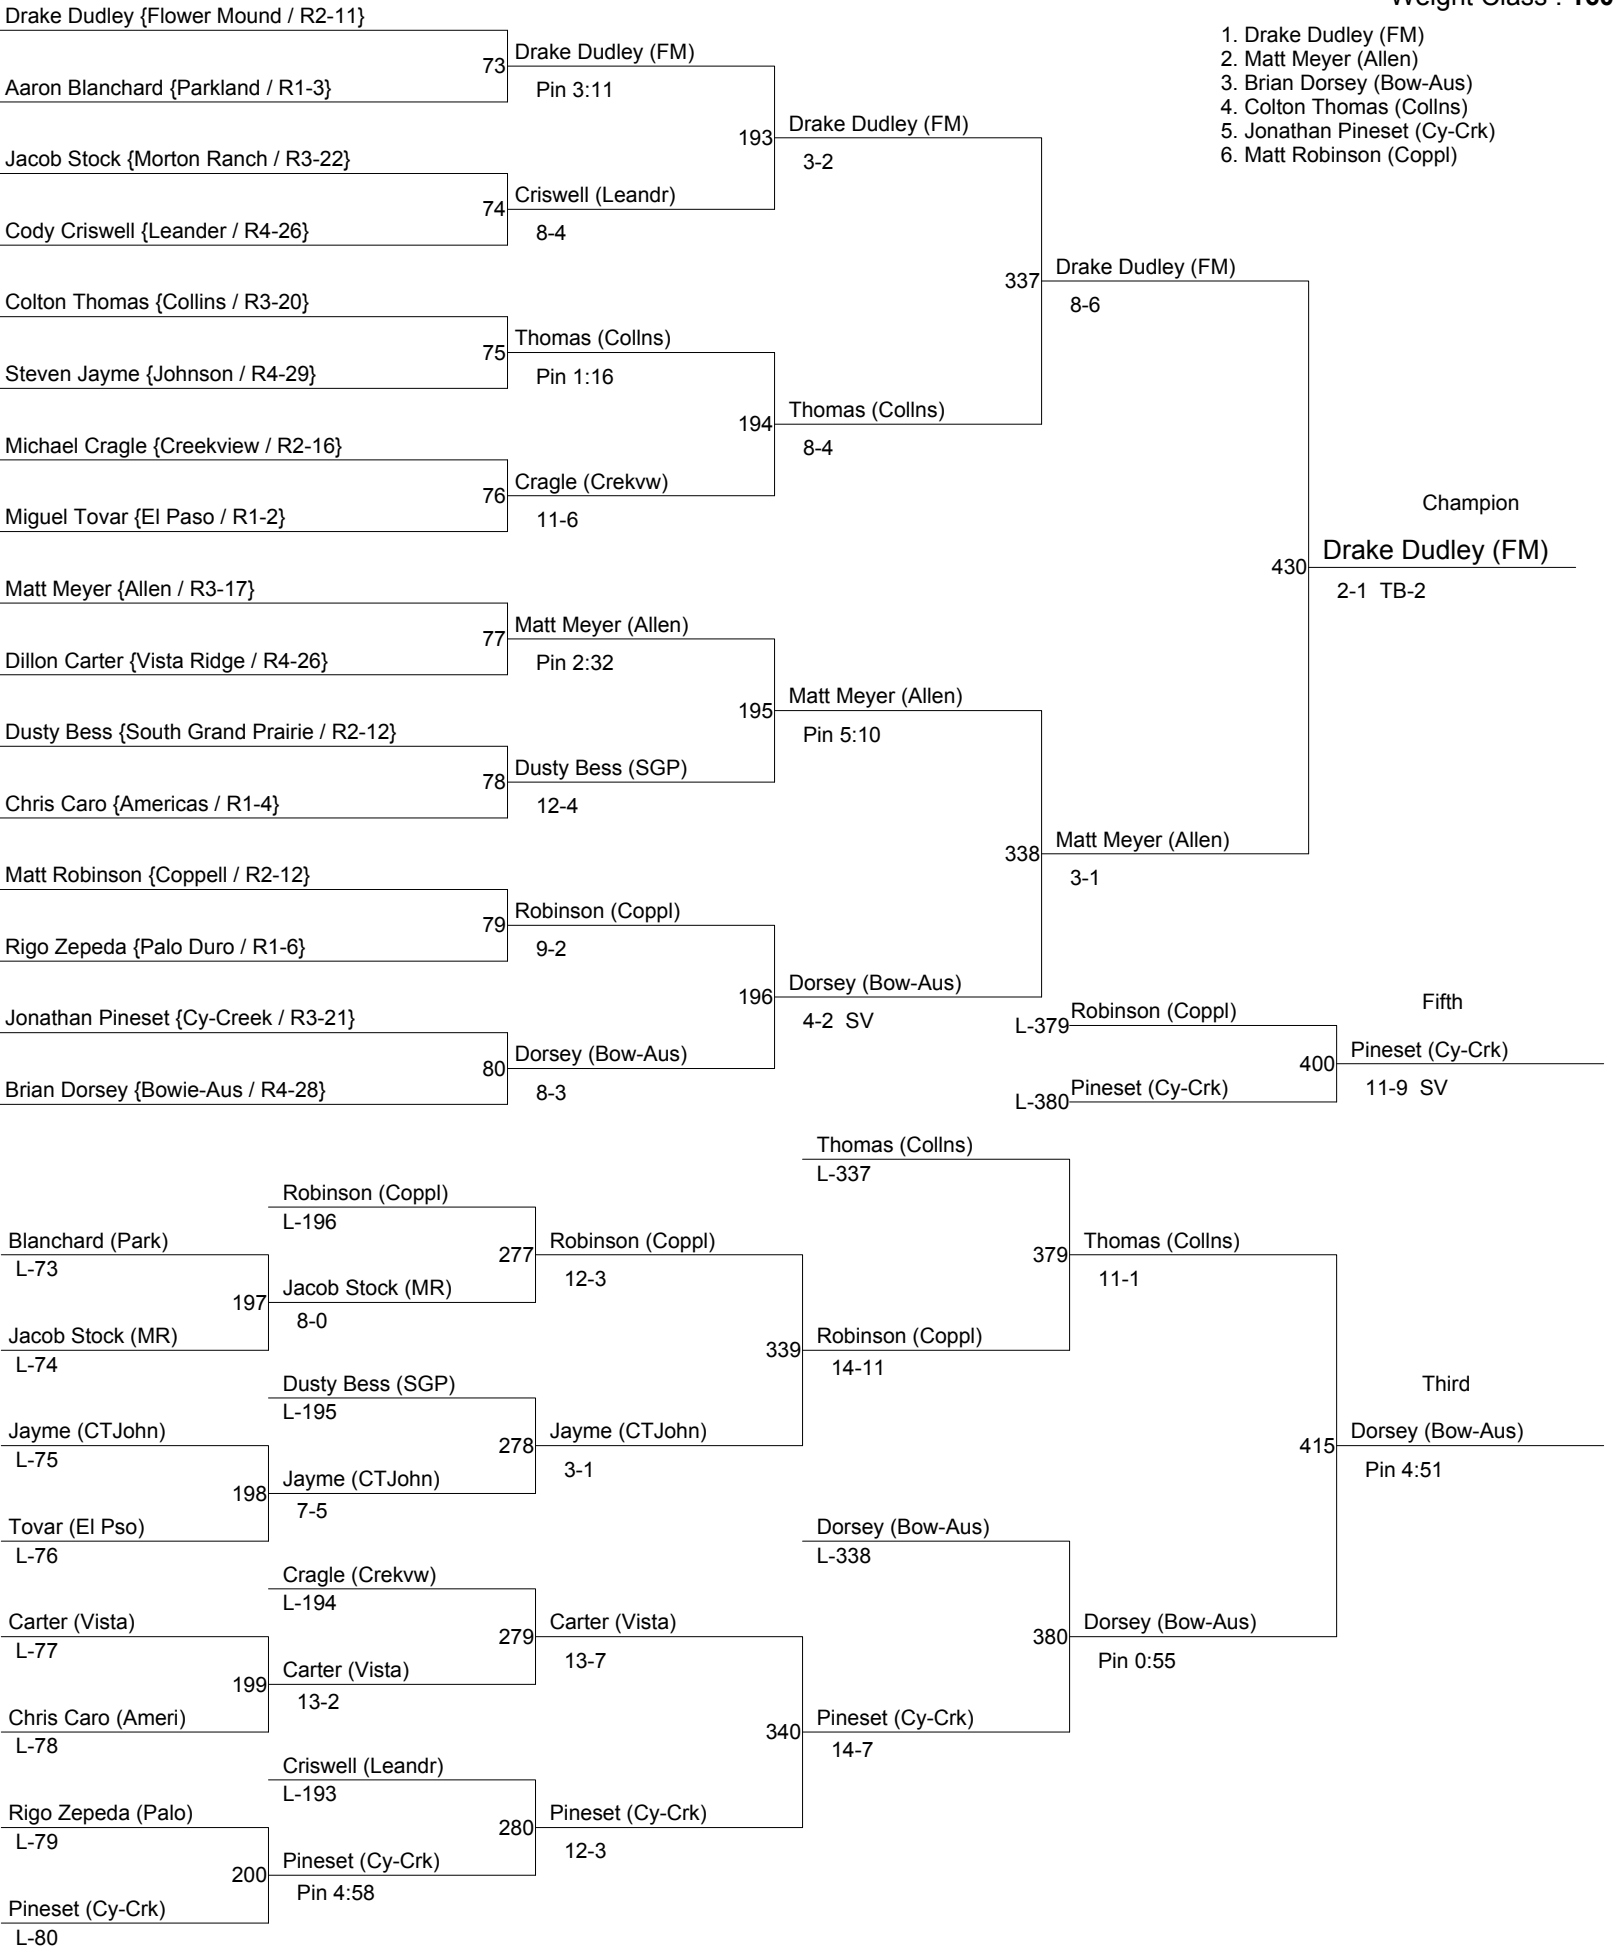 Drake Dudley {Flower Mound / R2-11}
Weight Class :
1. Drake Dudley (FM)
2. Matt Meyer (Allen)
3. Brian Dorsey (Bow-Aus)
4. Colton Thomas (Collns)
5. Jonathan Pineset (Cy-Crk)
6. Matt Robinson (Coppl)
73
Drake Dudley (FM)
Pin 3:11
Aaron Blanchard {Parkland / R1-3}
193
Drake Dudley (FM)
3-2
Jacob Stock {Morton Ranch / R3-22}
74
Criswell (Leandr)
8-4
Cody Criswell {Leander / R4-26}
337
Drake Dudley (FM)
8-6
Colton Thomas {Collins / R3-20}
75
Thomas (Collns)
Pin 1:16
Steven Jayme {Johnson / R4-29}
194
Thomas (Collns)
8-4
Michael Cragle {Creekview / R2-16}
76
Cragle (Crekvw)
11-6
Miguel Tovar {El Paso / R1-2}
Champion
430
Drake Dudley (FM)
2-1 TB-2
Matt Meyer {Allen / R3-17}
77
Matt Meyer (Allen)
Pin 2:32
Dillon Carter {Vista Ridge / R4-26}
195
Matt Meyer (Allen)
Pin 5:10
Dusty Bess {South Grand Prairie / R2-12}
78
Dusty Bess (SGP)
12-4
Chris Caro {Americas / R1-4}
338
Matt Meyer (Allen)
3-1
Matt Robinson {Coppell / R2-12}
79
Robinson (Coppl)
9-2
Rigo Zepeda {Palo Duro / R1-6}
196
Dorsey (Bow-Aus)
4-2 SV
Jonathan Pineset {Cy-Creek / R3-21}
80
Dorsey (Bow-Aus)
8-3
Brian Dorsey {Bowie-Aus / R4-28}
Fifth
L-379
Robinson (Coppl)
400
Pineset (Cy-Crk)
11-9 SV
L-380
Pineset (Cy-Crk)
Thomas (Collns)
L-337
Robinson (Coppl)
L-196
Blanchard (Park)
L-73
277
Robinson (Coppl)
12-3
379
Thomas (Collns)
11-1
197
Jacob Stock (MR)
8-0
Jacob Stock (MR)
L-74
339
Robinson (Coppl)
14-11
Dusty Bess (SGP)
L-195
Third
Jayme (CTJohn)
L-75
278
Jayme (CTJohn)
3-1
415
Dorsey (Bow-Aus)
Pin 4:51
198
Jayme (CTJohn)
7-5
Tovar (El Pso)
L-76
Dorsey (Bow-Aus)
L-338
Cragle (Crekvw)
L-194
Carter (Vista)
L-77
279
Carter (Vista)
13-7
380
Dorsey (Bow-Aus)
Pin 0:55
199
Carter (Vista)
13-2
Chris Caro (Ameri)
L-78
340
Pineset (Cy-Crk)
14-7
Criswell (Leandr)
L-193
Rigo Zepeda (Palo)
L-79
280
Pineset (Cy-Crk)
12-3
200
Pineset (Cy-Crk)
Pin 4:58
Pineset (Cy-Crk)
L-80